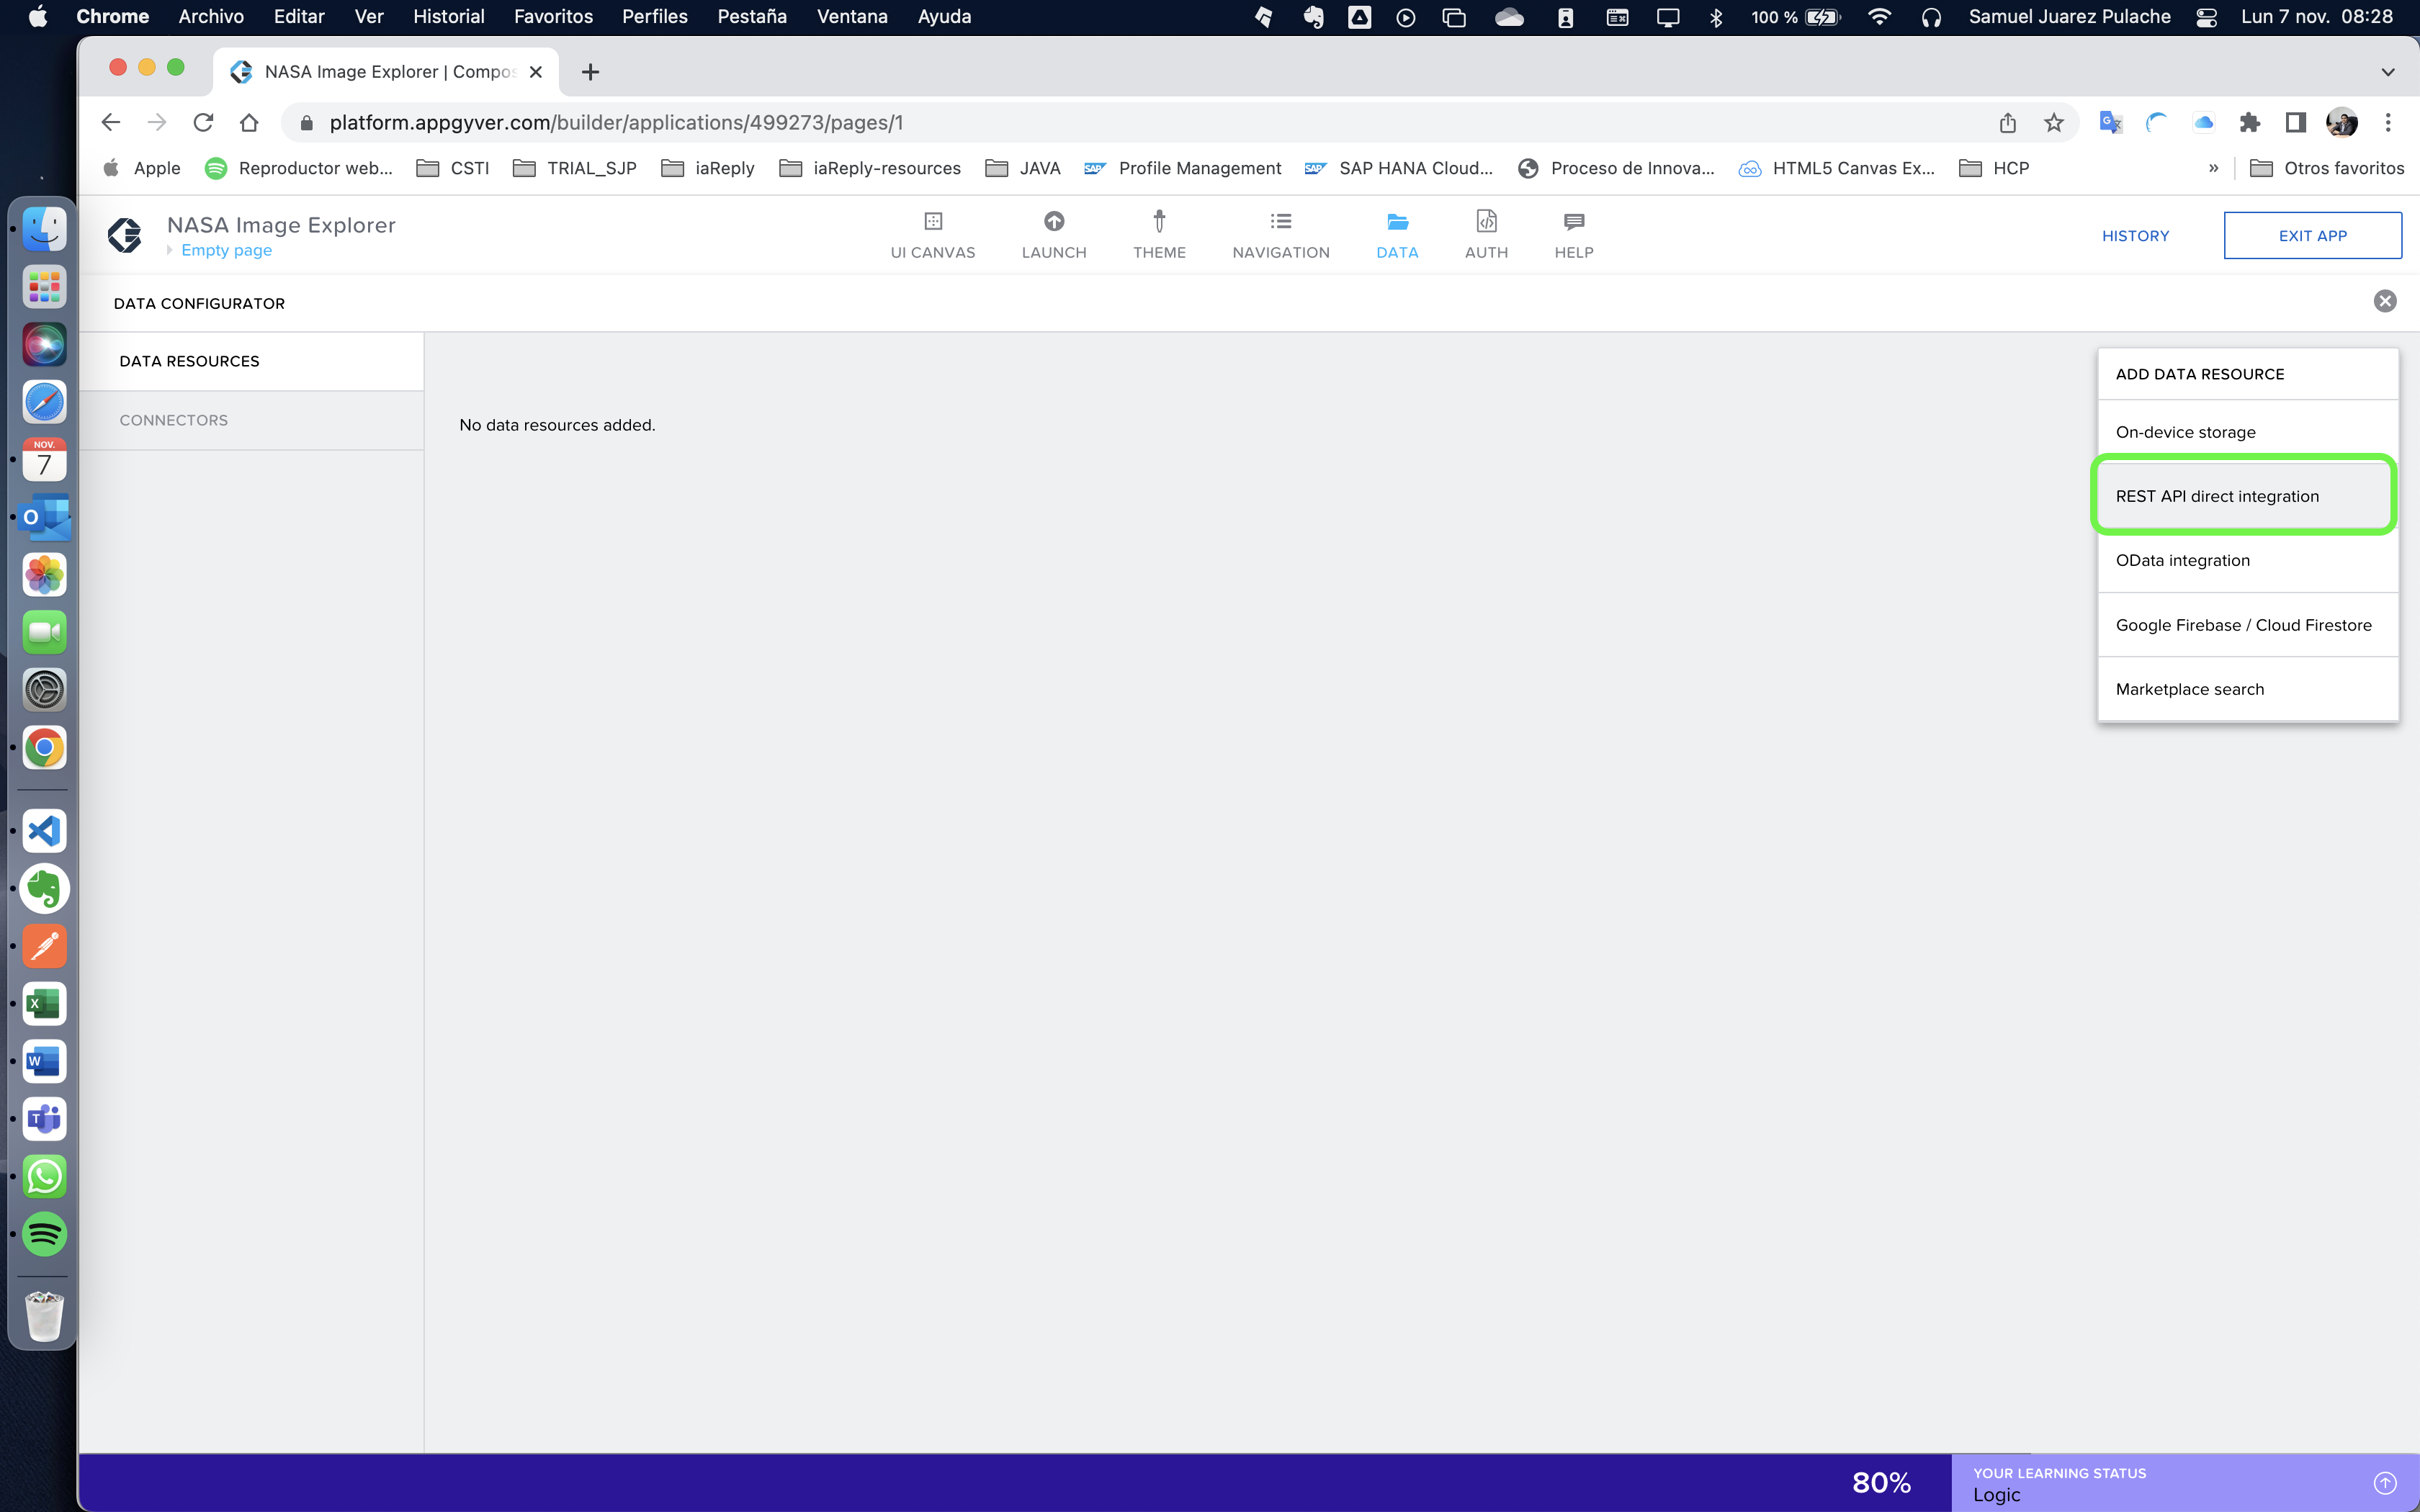 Chrome Archivo Editar Ver Historial Favoritos Perfiles Pestaña Ventana Ayuda 100 % Samuel Juarez Pulache Lun 7 nov. 08:28
NASA Image Explorer | Compos
platform.appgyver.com/builder/applications/499273/pages/1
Apple Reproductor web... CSTI TRIAL_SJP iaReply iaReply-resources JAVA SAP Profile Management SAP SAP HANA Cloud... Proceso de Innova... HTML5 Canvas Ex... HCP » Otros favoritos
NASA Image Explorer
Empty page
UI CANVAS LAUNCH THEME NAVIGATION DATA AUTH HELP
HISTORY EXIT APP
DATA CONFIGURATOR
DATA RESOURCES
CONNECTORS
No data resources added.
ADD DATA RESOURCE
On-device storage
REST API direct integration
OData integration
Google Firebase / Cloud Firestore
Marketplace search
NOV.
7
80%
YOUR LEARNING STATUS
Logic